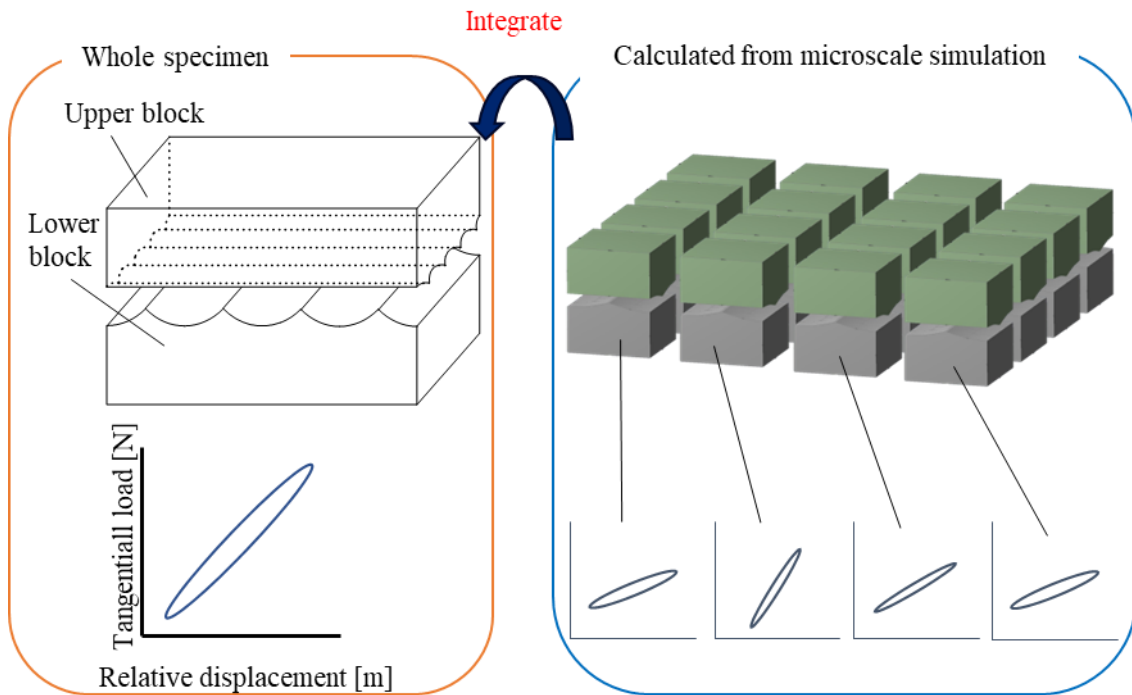 Integrate
Whole specimen
Upper block
Lower
block
Tangentiall load [N]
Relative displacement [m]
Calculated from microscale simulation